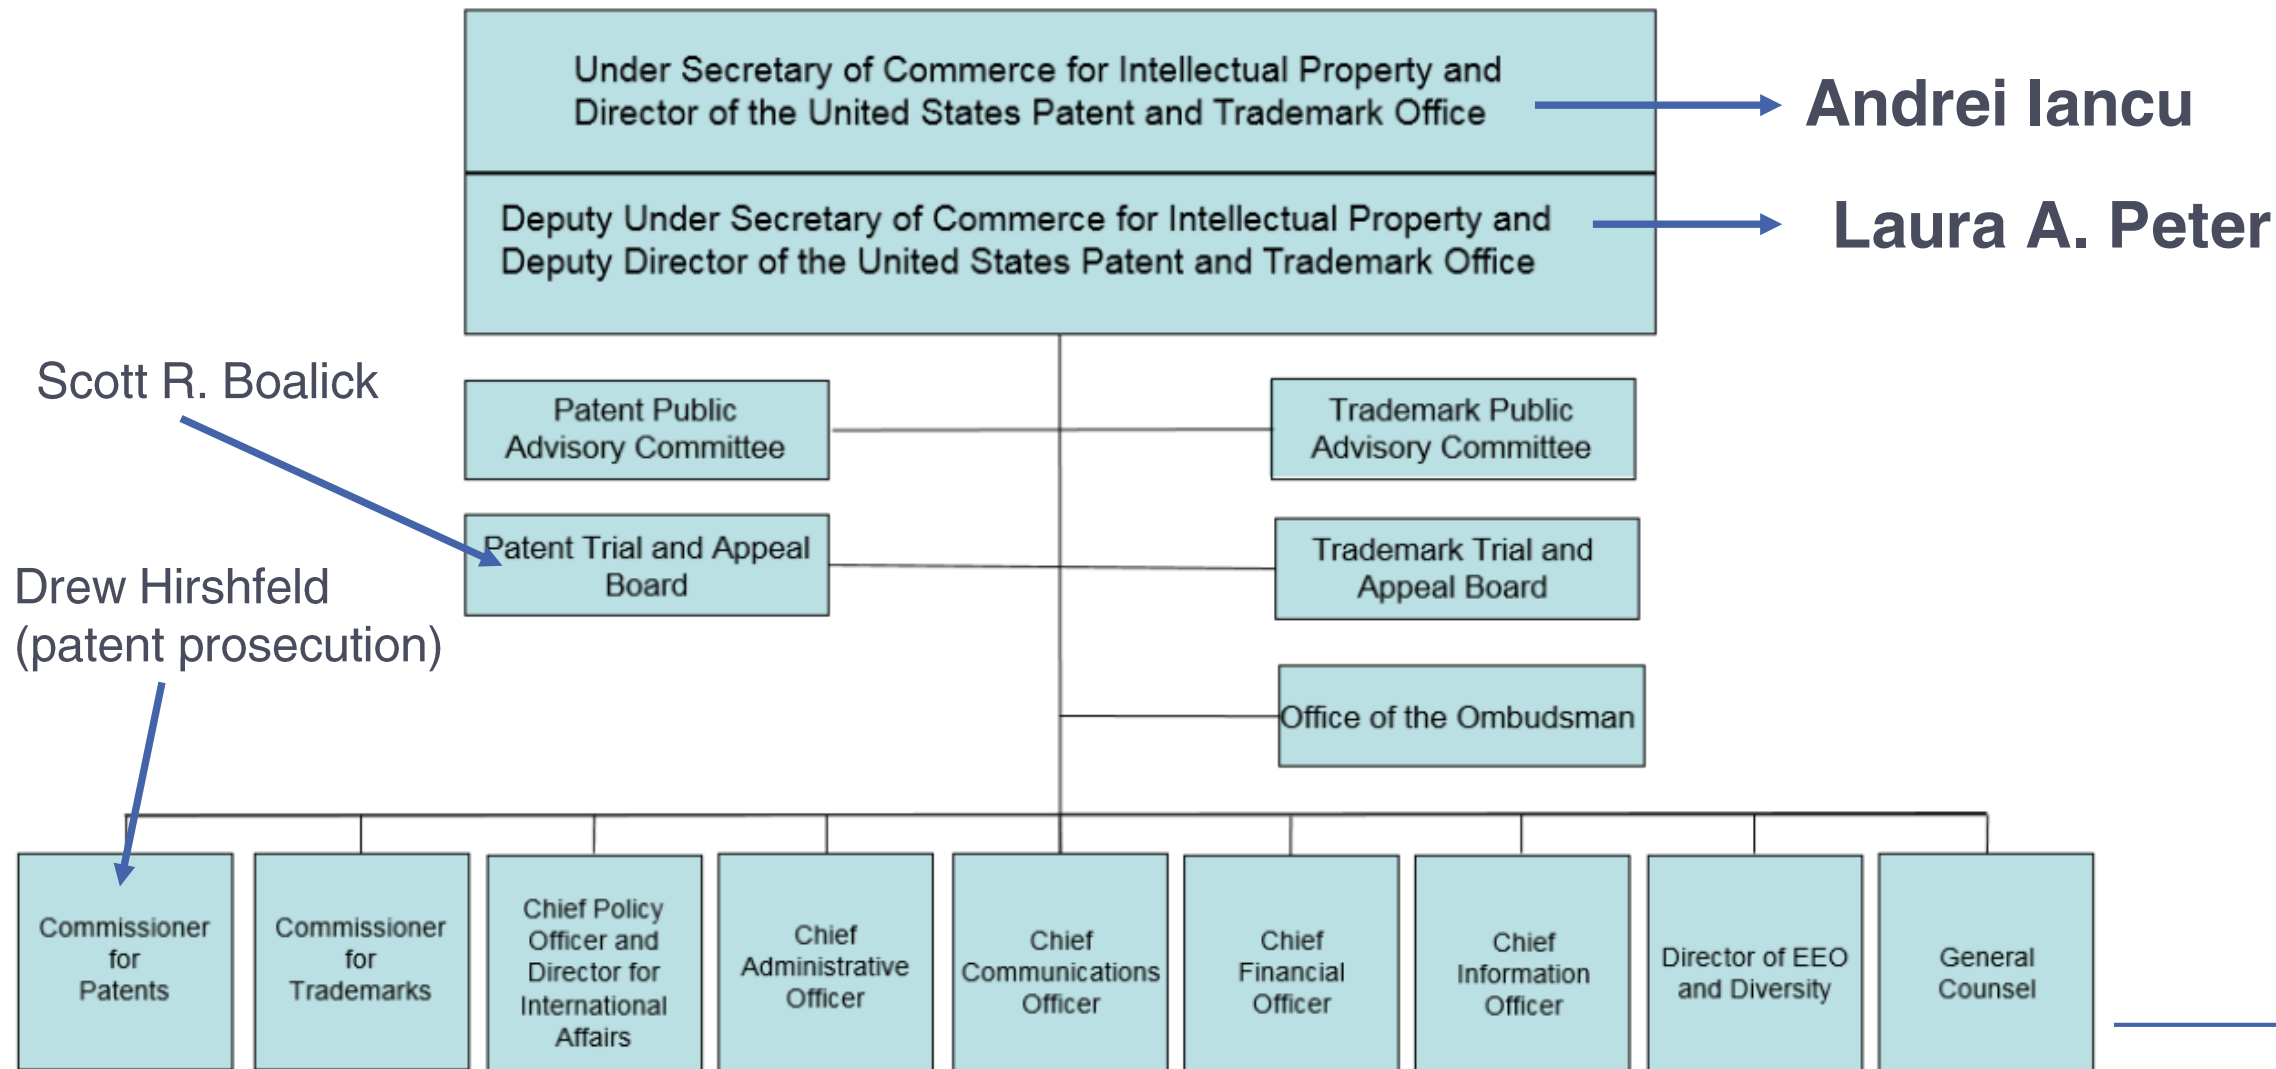 Under Secretary of Commerce for Intellectual Property and
Director of the United States Patent and Trademark Office
Andrei Iancu
Deputy Under Secretary of Commerce for Intellectual Property and
Deputy Director of the United States Patent and Trademark Office
Laura A. Peter
Scott R. Boalick
Patent Public
Advisory Committee
Trademark Public
Advisory Committee
Patent Trial and Appeal
Board
Trademark Trial and
Appeal Board
Drew Hirshfeld
(patent prosecution)
Office of the Ombudsman
Commissioner
for
Patents
Commissioner
for
Trademarks
Chief Policy
Officer and
Director for
International
Affairs
Chief
Administrative
Officer
Chief
Communications
Officer
Chief
Financial
Officer
Chief
Information
Officer
Director of EEO
and Diversity
General
Counsel